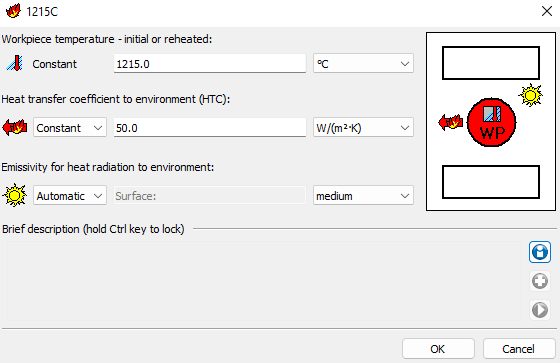 1215C
Workpiece temperature - initial or reheated:
Constant 1215.0 °C
Heat transfer coefficient to environment (HTC):
Constant 50.0 W/(m²·K)
WP
Emissivity for heat radiation to environment:
Automatic Surface: medium
Brief description (hold Ctrl key to lock)
OK Cancel